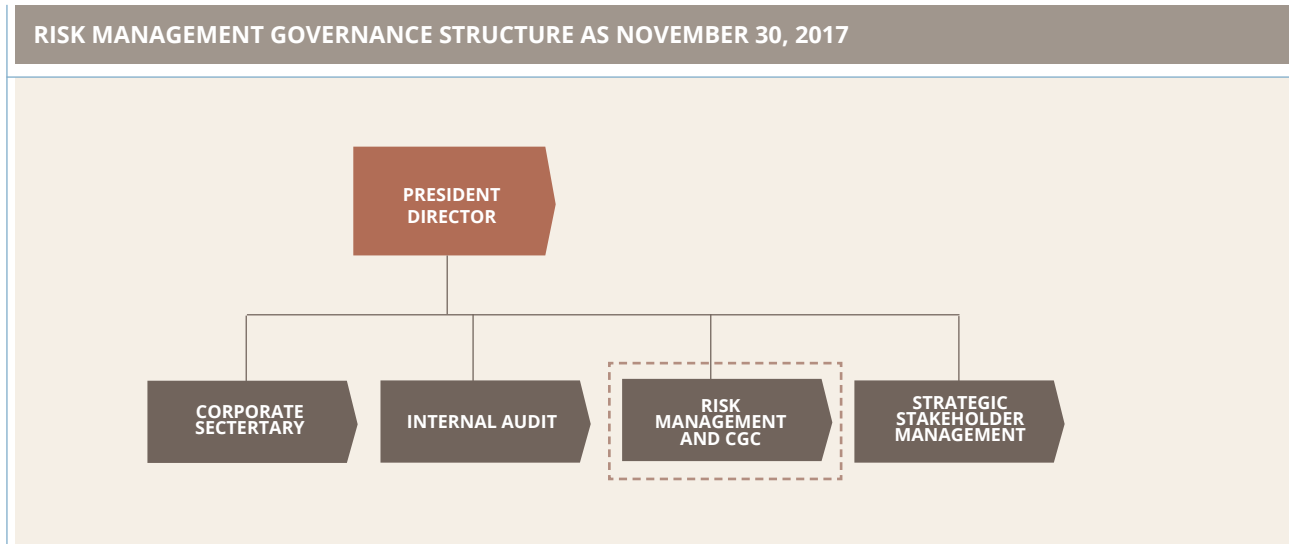 RISK MANAGEMENT GOVERNANCE STRUCTURE AS NOVEMBER 30, 2017
PRESIDENT
DIRECTOR
CORPORATE
SECTERTARY
INTERNAL AUDIT
RISK
MANAGEMENT
AND CGC
STRATEGIC
STAKEHOLDER
MANAGEMENT